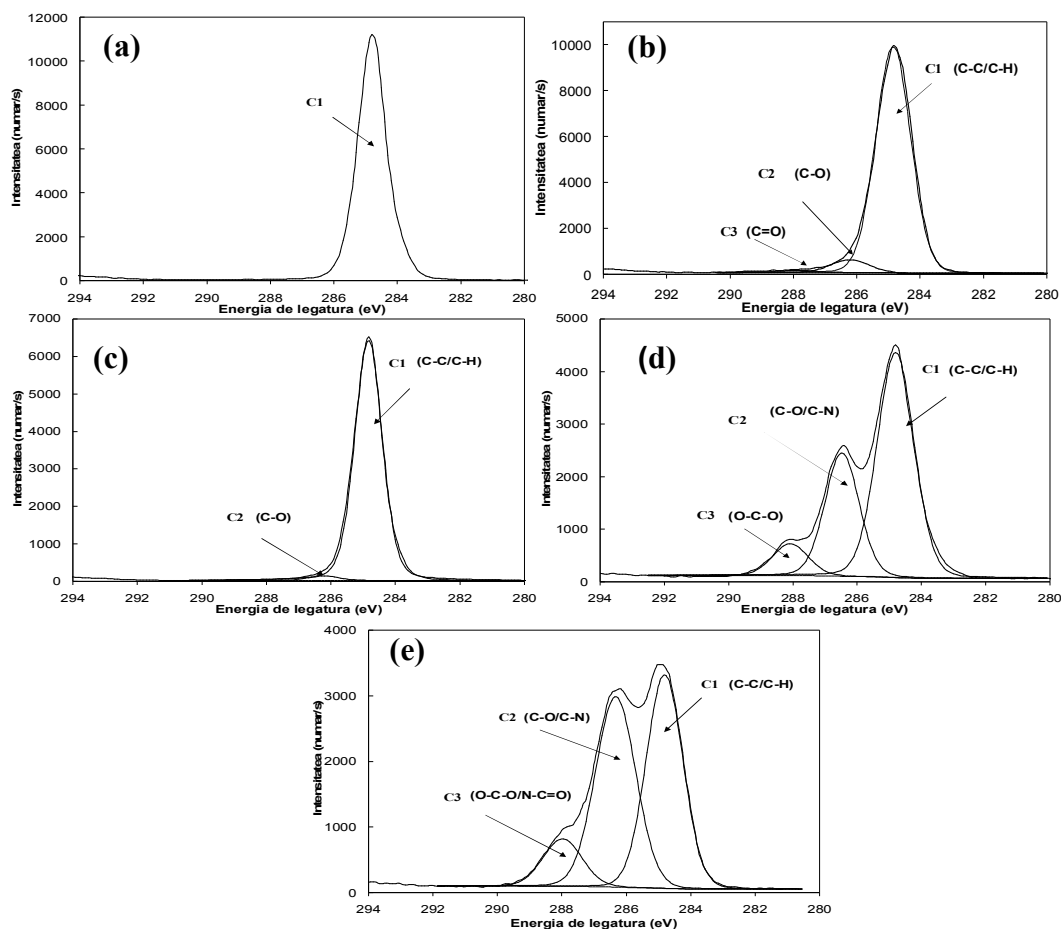 (a)
12000
10000
8000
6000
4000
2000
0
Intensitatea (numar/s)
C1
294 292 290 288 286 284 282 280
Energia de legatura (eV)
(b)
10000
8000
6000
4000
2000
0
Intensitatea (numar/s)
C1 (C-C/C-H)
C2 (C-O)
C3 (C=O)
294 292 290 288 286 284 282 280
Energia de legatura (eV)
(c)
7000
6000
5000
4000
3000
2000
1000
0
Intensitatea (numar/s)
C1 (C-C/C-H)
C2 (C-O)
294 292 290 288 286 284 282 280
Energia de legatura (eV)
(d)
5000
4000
3000
2000
1000
0
Intensitatea (numar/s)
C1 (C-C/C-H)
(C-O/C-N)
C2
C3 (O-C-O)
294 292 290 288 286 284 282 280
Energia de legatura (eV)
(e)
4000
3000
2000
1000
0
Intensitatea (numar/s)
C1 (C-C/C-H)
C2 (C-O/C-N)
C3 (O-C-O/N-C=O)
294 292 290 288 286 284 282 280
Energia de legatura (eV)